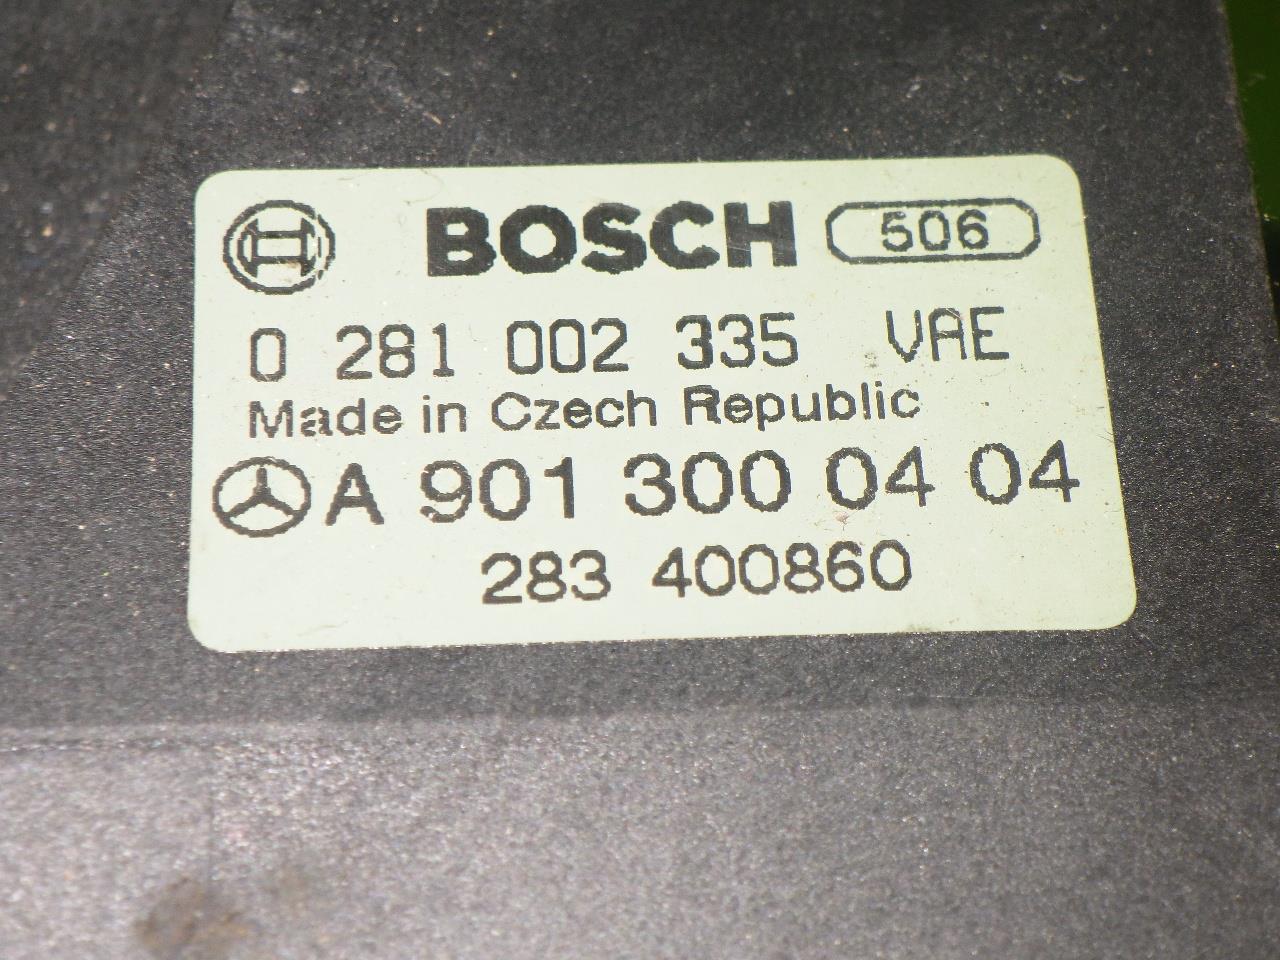 BOSCH 506
0 281 002 335 VAE
Made in Czech Republic
A 901 300 04 04
283 400860